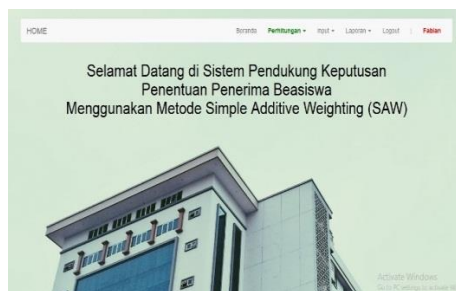 HOME
Beranda Perhitungan Input Laporan Logout | Fabian
Selamat Datang di Sistem Pendukung Keputusan
Penentuan Penerima Beasiswa
Menggunakan Metode Simple Additive Weighting (SAW)
Activate Windows